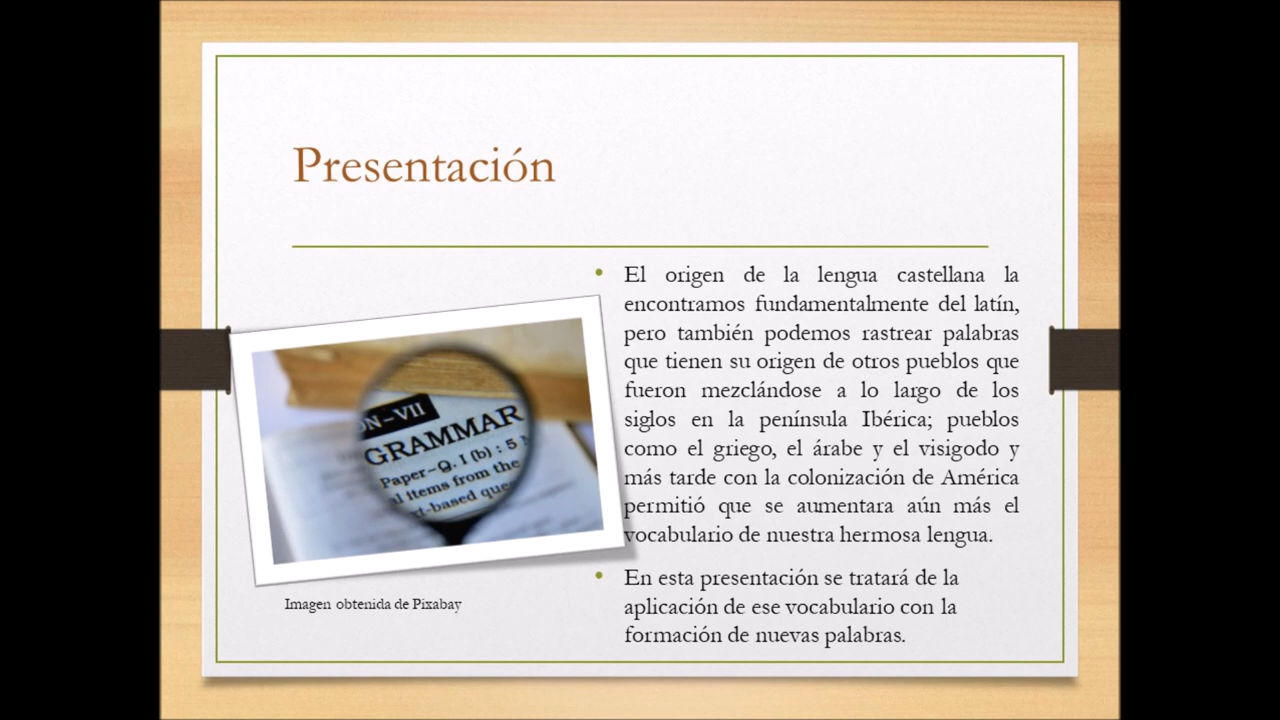 Presentación
El origen de la lengua castellana la
encontramos fundamentalmente del latín,
pero también podemos rastrear palabras
que tienen su origen de otros pueblos que
fueron mezclándose a lo largo de los
siglos en la península Ibérica; pueblos
como el griego, el árabe y el visigodo y
más tarde con la colonización de América
permitió que se aumentara aún más el
vocabulario de nuestra hermosa lengua.
En esta presentación se tratará de la
aplicación de ese vocabulario con la
formación de nuevas palabras.
ON-VII
GRAMMAR
Paper-Q. I (b) : 5
al items from the
xt-based
Imagen obtenida de Pixabay